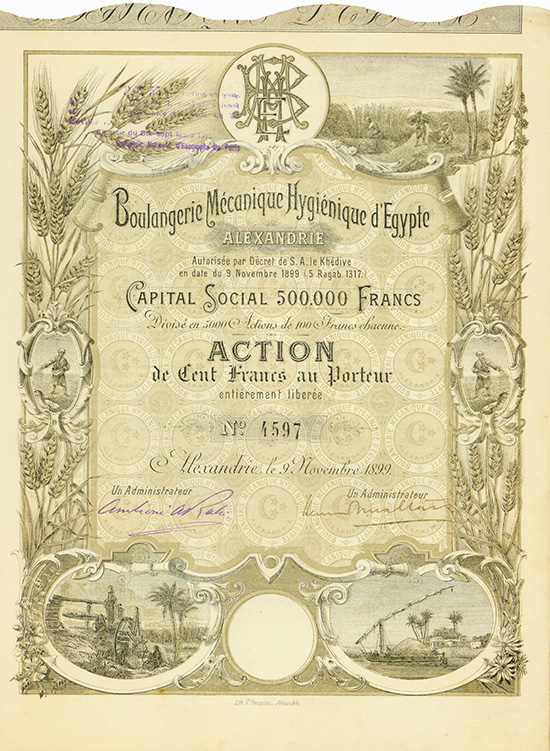 Boulangerie Mécanique Hygiénique d'Egypte
ALEXANDRIE
Autorisée par Décret de S. A. le Khédive
en date du 9 Novembre 1899 (5 Ragab 1317)
CAPITAL SOCIAL 500.000 FRANCS
Divisé en 5000 Actions de 100 Francs chacune.
ACTION
de Cent Francs au Porteur
entièrement liberée
No. 4597
Alexandrie, le 9 Novembre 1899.
Un Administrateur Un Administrateur